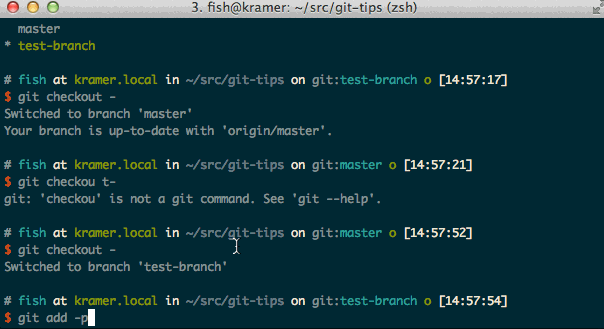 3. fish@kramer: ~/src/git-tips (zsh)
master
* test-branch
# fish at kramer.local in ~/src/git-tips on git:test-branch o [14:57:17]
$ git checkout -
Switched to branch 'master'
Your branch is up-to-date with 'origin/master'.
# fish at kramer.local in ~/src/git-tips on git:master o [14:57:21]
$ git checkou t-
git: 'checkou' is not a git command. See 'git --help'.
# fish at kramer.local in ~/src/git-tips on git:master o [14:57:52]
$ git checkout -
Switched to branch 'test-branch'
# fish at kramer.local in ~/src/git-tips on git:test-branch o [14:57:54]
$ git add -p